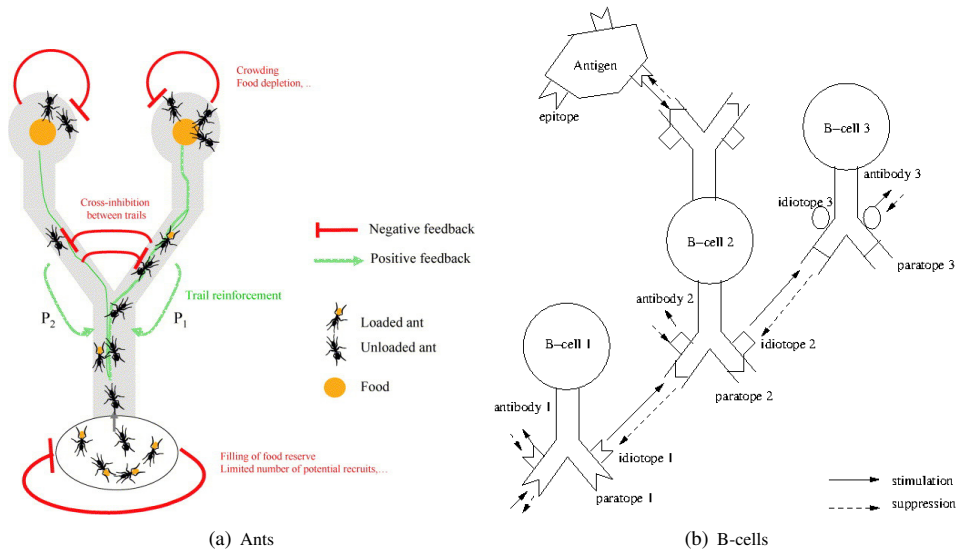 Crowding
Food depletion, ..
Cross-inhibition
between trails
Negative feedback
Positive feedback
Trail reinforcement
P2
P1
Loaded ant
Unloaded ant
Food
Filling of food reserve
Limited number of potential recruits,...
(a) Ants
Antigen
epitope
B-cell 3
antibody 3
idiotope 3
paratope 3
B-cell 2
antibody 2
idiotope 2
paratope 2
B-cell 1
antibody 1
idiotope 1
paratope 1
stimulation
suppression
(b) B-cells